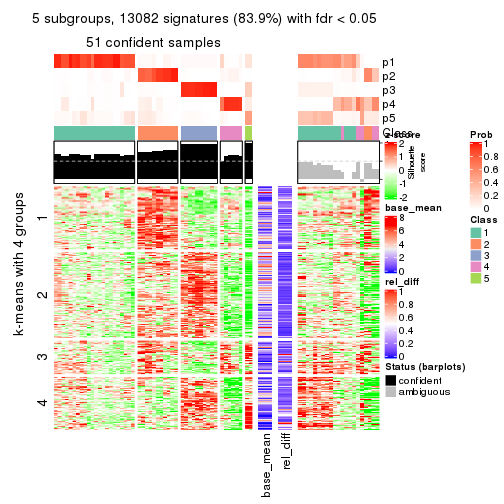 5 subgroups, 13082 signatures (83.9%) with fdr < 0.05
51 confident samples
p1
p2
p3
p4
p5
Class
z-score
2
1
0
-1
-2
Silhouette
score
base_mean
8
6
4
2
0
rel_diff
1
0.8
0.6
0.4
0.2
0
Status (barplots)
confident
ambiguous
Prob
1
0.8
0.6
0.4
0.2
0
Class
1
2
3
4
5
k-means with 4 groups
1
2
3
4
base_mean
rel_diff